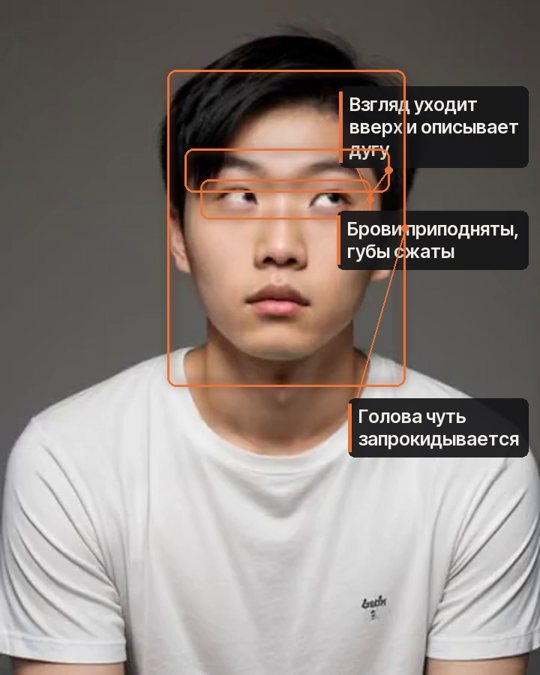 Взгляд уходит
вверх и описывает
дугу
Брови приподняты,
губы сжаты
Голова чуть
запрокидывается